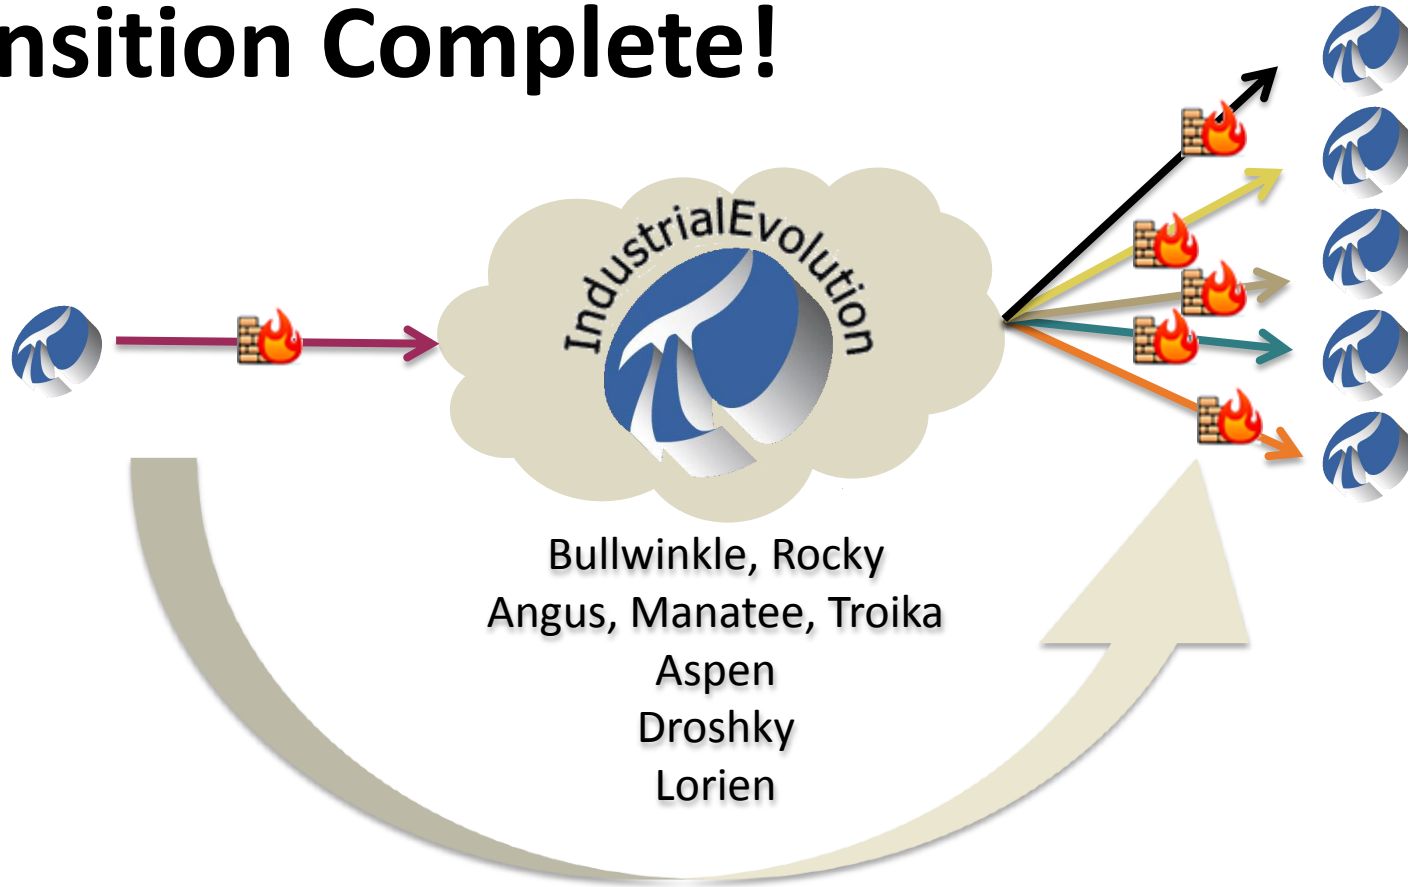 nsition Complete!
IndustrialEvolution
Bullwinkle, Rocky
Angus, Manatee, Troika
Aspen
Droshky
Lorien